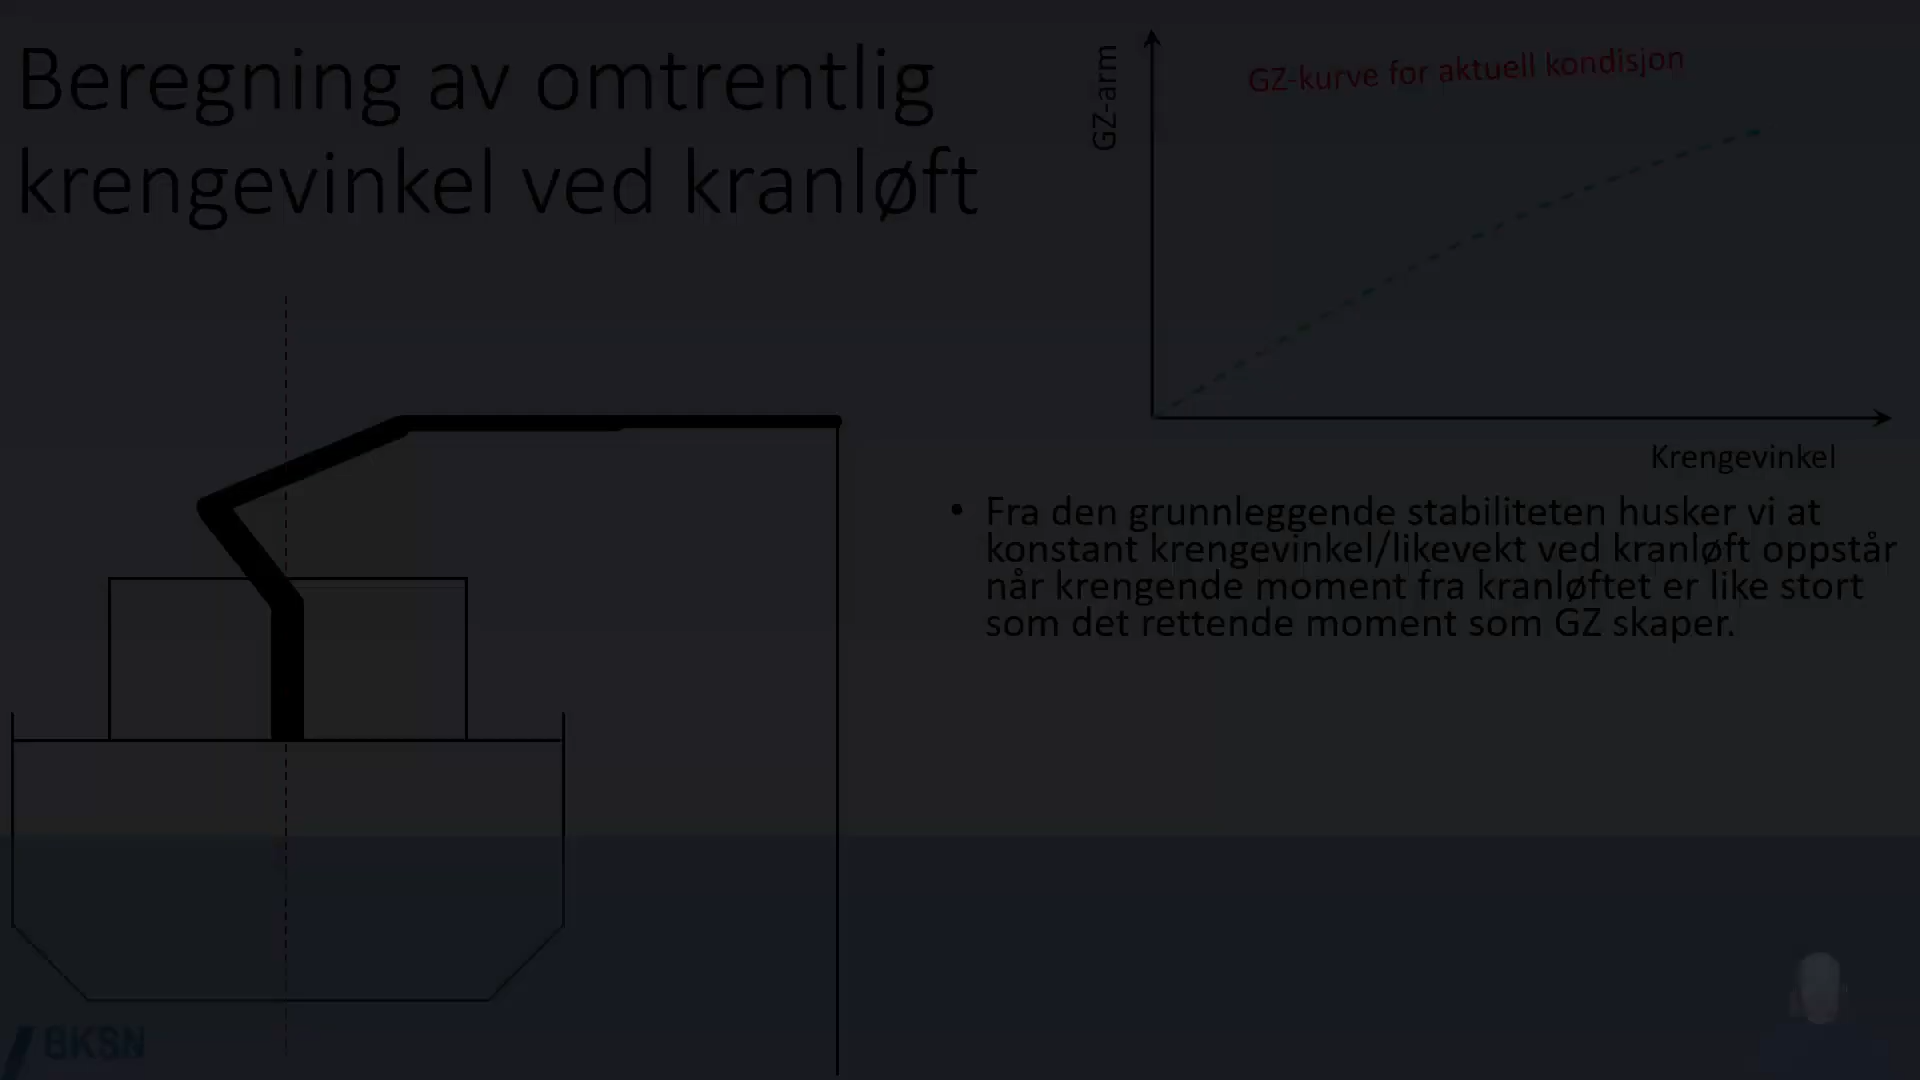 Beregning av omtrentlig
krengevinkel ved kranløft
GZ-arm
GZ-kurve for aktuell kondisjon
Krengevinkel
• Fra den grunnleggende stabiliteten husker vi at
konstant krengevinkel/likevekt ved kranløft oppstår
når krengende moment fra kranløftet er like stort
som det rettende moment som GZ skaper.
BKSN